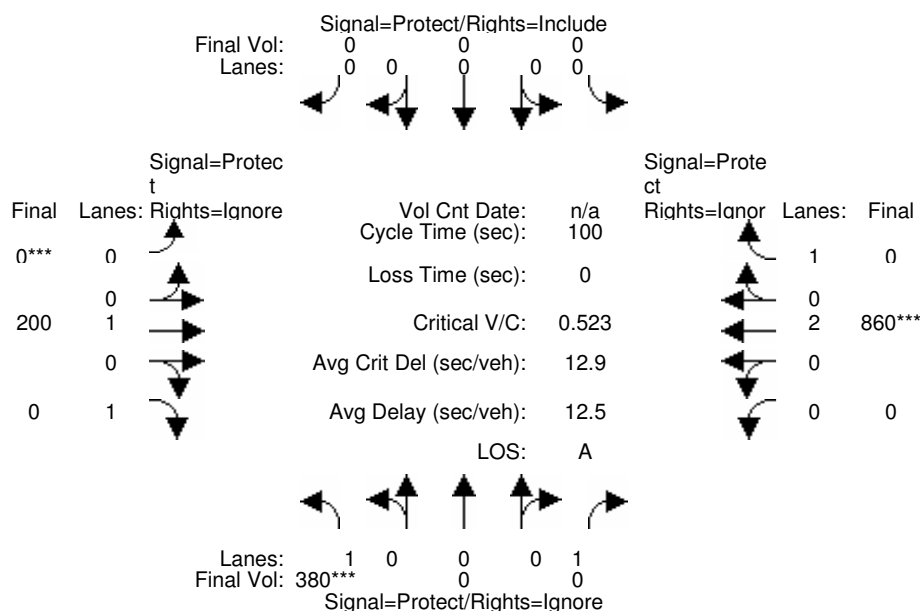 Signal=Protect/Rights=Include
Final Vol: 0 0 0
Lanes: 0 0 0 0 0
Signal=Protec
t
Signal=Prote
ct
Final Lanes: Rights=Ignore Vol Cnt Date: n/a Rights=Ignor Lanes: Final
Cycle Time (sec): 100
0*** 0 1 0
Loss Time (sec): 0
0 0
200 1 Critical V/C: 0.523 2 860***
0 Avg Crit Del (sec/veh): 12.9 0
0 1 Avg Delay (sec/veh): 12.5 0 0
LOS: A
Lanes: 1 0 0 0 1
Final Vol: 380*** 0 0
Signal=Protect/Rights=Ignore